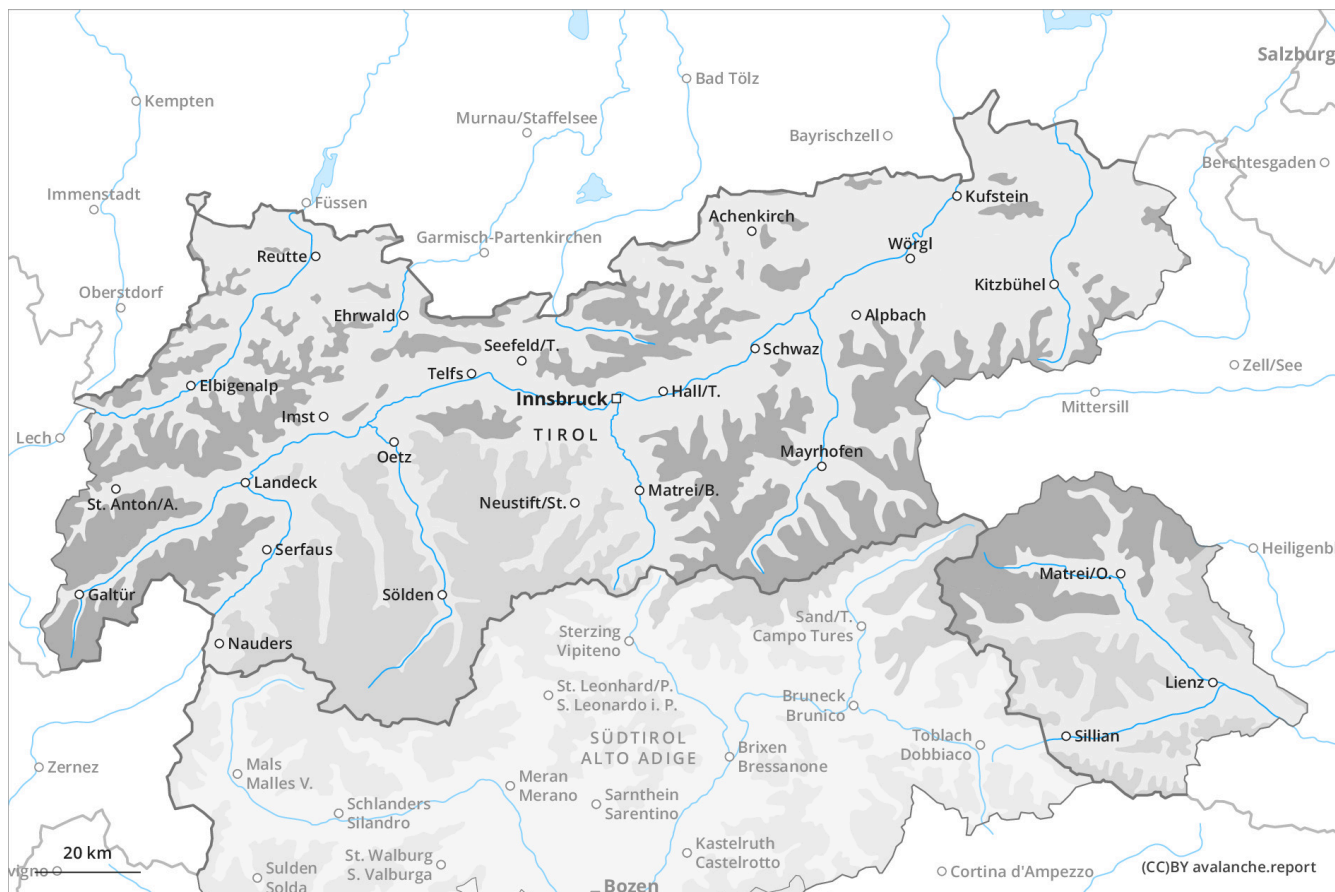 Salzburg
Bad Tölz
Kempten
Murnau/Staffelsee
Bayrischzell
Berchtesgaden
Immenstadt
Füssen
Kufstein
Achenkirch
Garmisch-Partenkirchen
Wörgl
Reutte
Kitzbühel
Oberstdorf
Ehrwald
Alpbach
Seefeld/T.
Schwaz
Zell/See
Telfs
Elbigenalp
Innsbruck
Hall/T.
Mittersill
Imst
TIROL
Lech
Oetz
Mayrhofen
Landeck
Matrei/B.
St. Anton/A.
Neustift/St.
Serfaus
Heiligenb
Matrei/O.
Galtür
Sölden
Sand/T.
Campo Tures
Sterzing
Vipiteno
Nauders
Lienz
St. Leonhard/P.
S. Leonardo i. P.
Bruneck
Brunico
Toblach
Dobbiaco
Sillian
SÜDTIROL
ALTO ADIGE
Brixen
Bressanone
Zernez
Mals
Malles V.
Meran
Merano
Schlanders
Silandro
Sarnthein
Sarentino
Kastelruth
Castelrotto
20 km
St. Walburg
S. Valburga
vigno
Sulden
Solda
Cortina d'Ampezzo
(CC)BY avalanche.report
Bozen